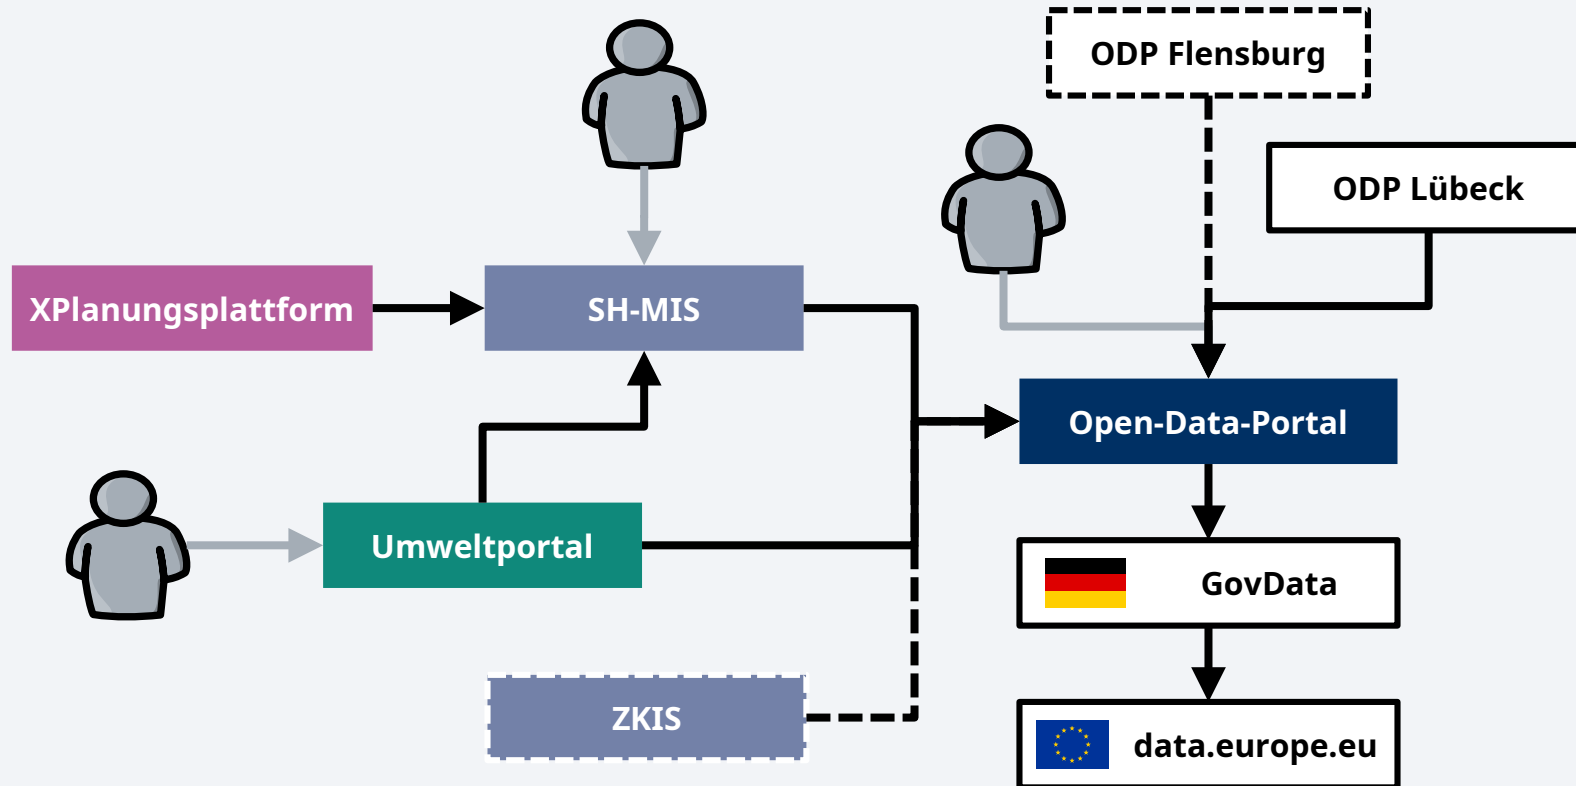 ODP Flensburg
ODP Lübeck
XPlanungsplattform
SH-MIS
Open-Data-Portal
Umweltportal
GovData
ZKIS
data.europe.eu